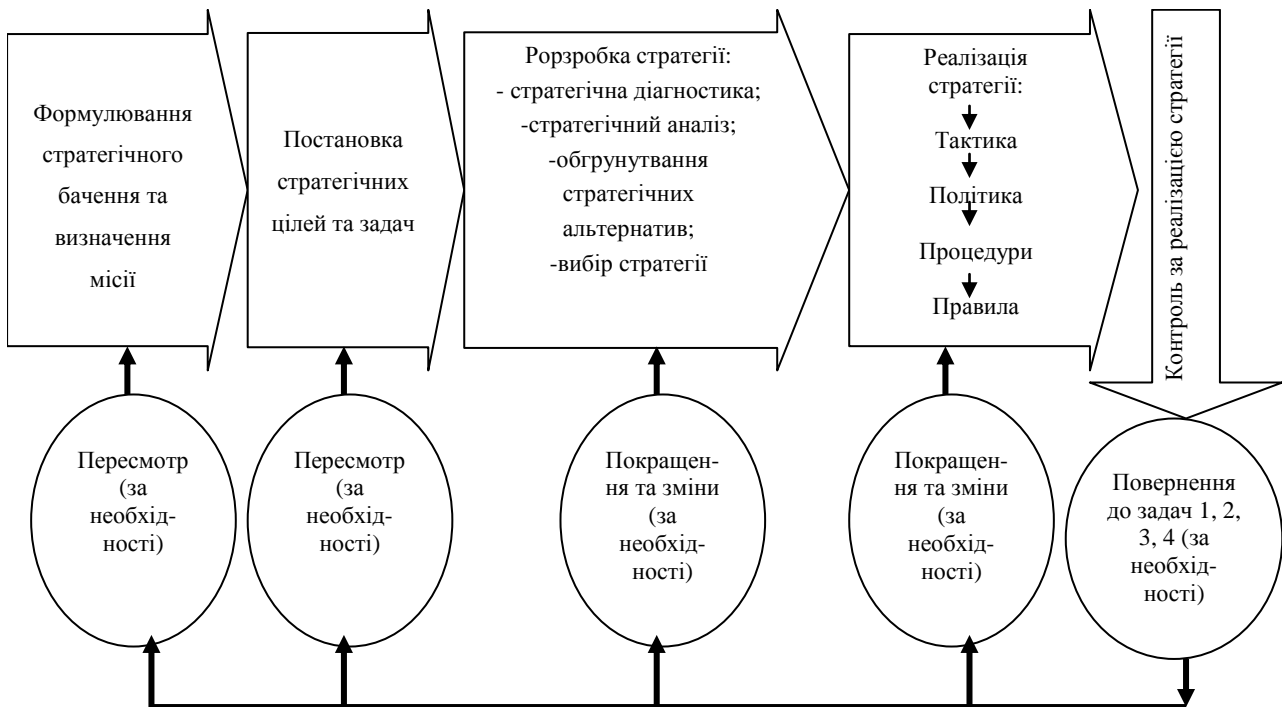 Формулювання
стратегічного
бачення та
визначення
місії
Постановка
стратегічних
цілей та задач
Рорзробка стратегії:
- стратегічна діагностика;
-стратегічний аналіз;
-обгрунутвання
стратегічних
альтернатив;
-вибір стратегії
Реалізація
стратегії:
Тактика
Політика
Процедури
Правила
Контроль за реалізацією стратегії
Пересмотр
(за
необхід-
ності)
Пересмотр
(за
необхід-
ності)
Покращен-
ня та зміни
(за
необхід-
ності)
Покращен-
ня та зміни
(за
необхід-
ності)
Повернення
до задач 1, 2,
3, 4 (за
необхід-
ності)